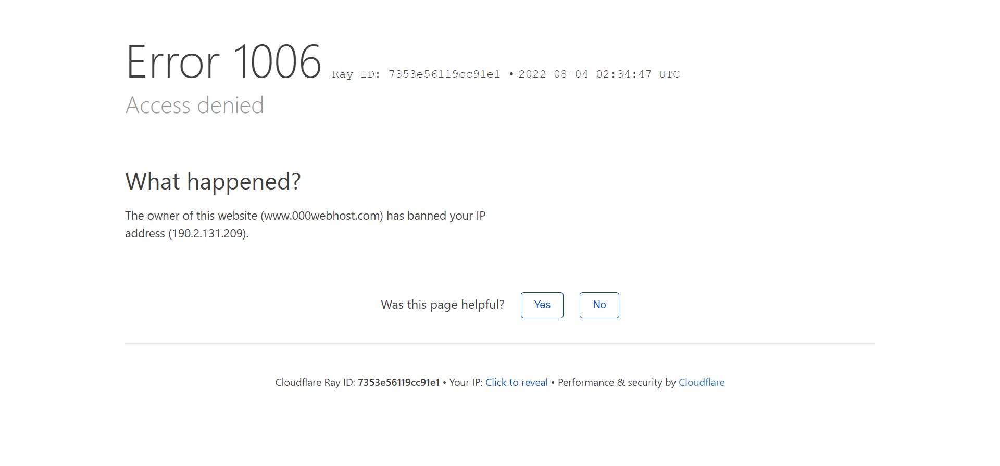 Error 1006 Ray ID: 7353e56119cc91e1 • 2022-08-04 02:34:47 UTC
Access denied
What happened?
The owner of this website (www.000webhost.com) has banned your IP
address (190.2.131.209).
Was this page helpful? Yes No
Cloudflare Ray ID: 7353e56119cc91e1 • Your IP: Click to reveal • Performance & security by Cloudflare